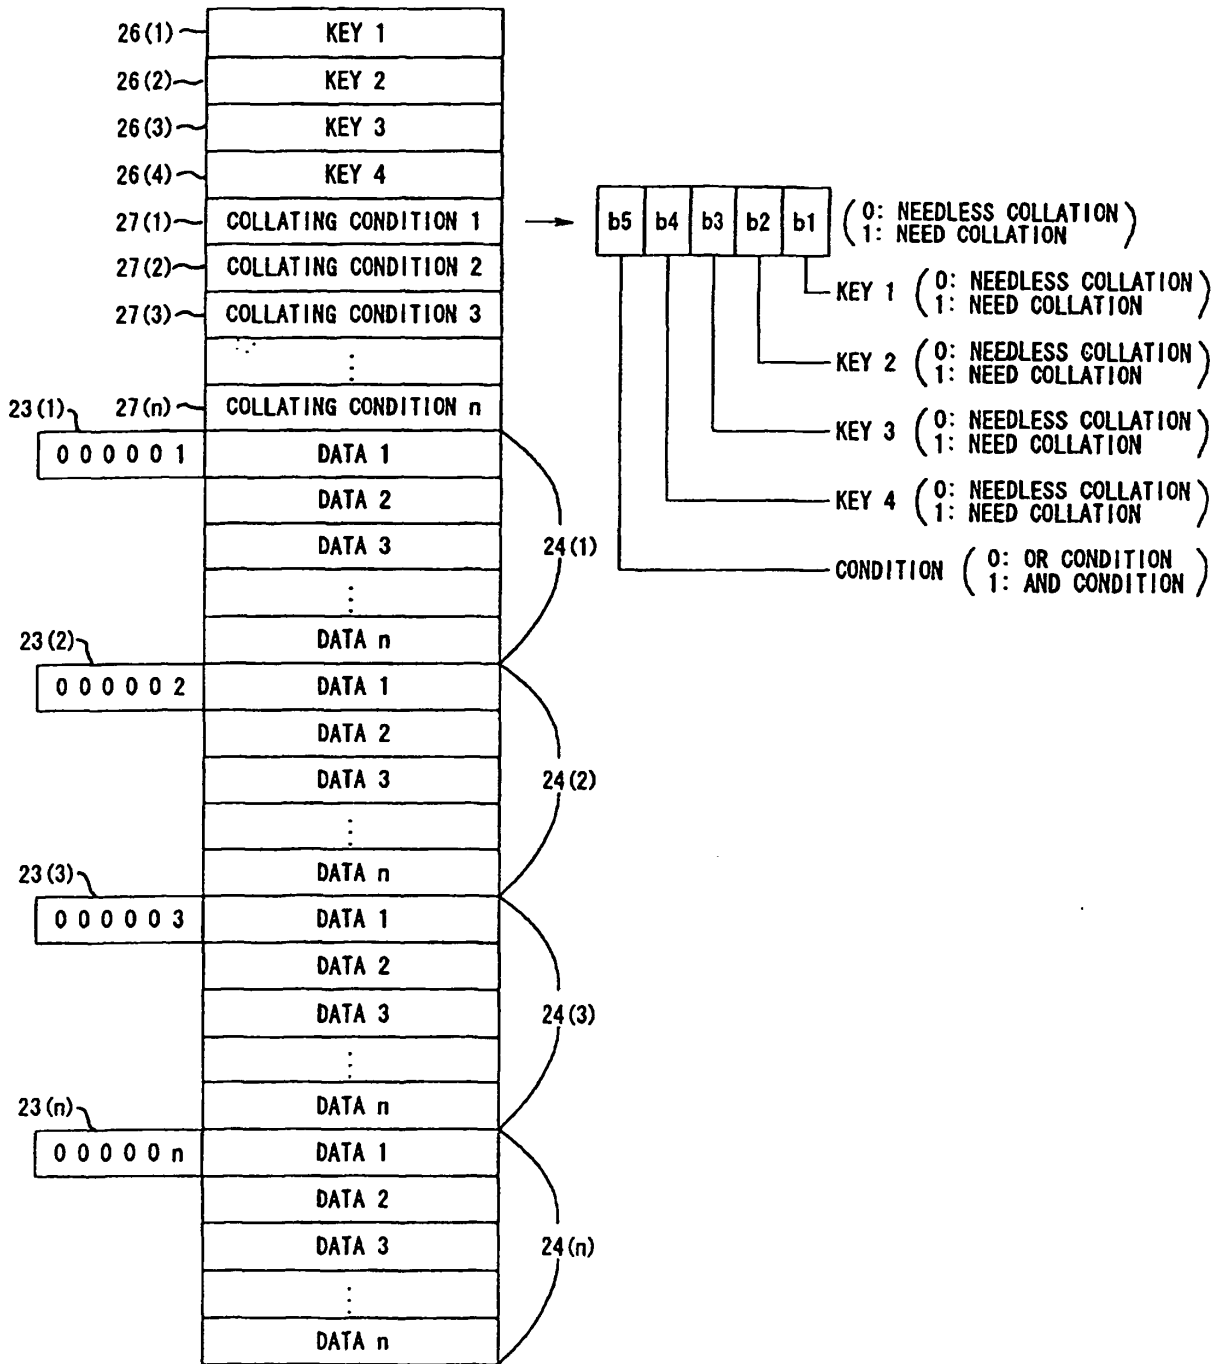 26(1) KEY 1
26(2) KEY 2
26(3) KEY 3
26(4) KEY 4
27(1) COLLATING CONDITION 1
27(2) COLLATING CONDITION 2
27(3) COLLATING CONDITION 3
27(n) COLLATING CONDITION n
b5 b4 b3 b2 b1 (0: NEEDLESS COLLATION
1: NEED COLLATION)
KEY 1 (0: NEEDLESS COLLATION
1: NEED COLLATION)
KEY 2 (0: NEEDLESS COLLATION
1: NEED COLLATION)
KEY 3 (0: NEEDLESS COLLATION
1: NEED COLLATION)
KEY 4 (0: NEEDLESS COLLATION
1: NEED COLLATION)
CONDITION (0: OR CONDITION
1: AND CONDITION)
23(1)
0 0 0 0 0 1 DATA 1
DATA 2
DATA 3
24(1)
DATA n
23(2)
0 0 0 0 0 2 DATA 1
DATA 2
DATA 3
24(2)
DATA n
23(3)
0 0 0 0 0 3 DATA 1
DATA 2
DATA 3
24(3)
DATA n
23(n)
0 0 0 0 0 n DATA 1
DATA 2
DATA 3
24(n)
DATA n